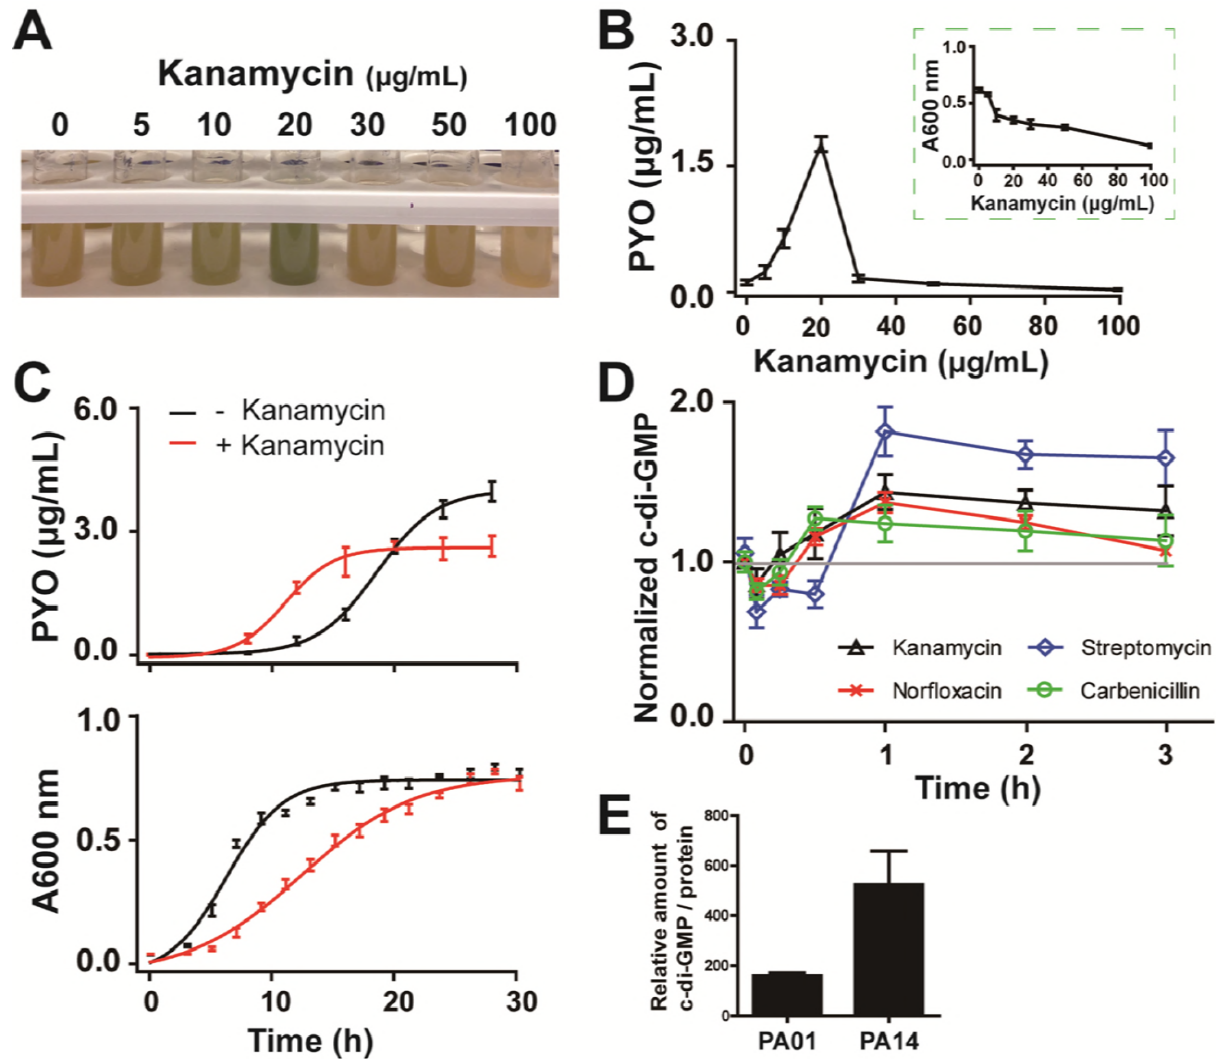 A
Kanamycin (µg/mL)
0 5 10 20 30 50 100
B
3.0
1.5
0.0
PYO (µg/mL)
0 20 40 60 80 100
Kanamycin (µg/mL)
1.0
0.5
0.0
A600 nm
0 20 40 60 80 100
Kanamycin (µg/mL)
C
6.0
3.0
0.0
PYO (µg/mL)
- Kanamycin
+ Kanamycin
1.0
0.5
0.0
A600 nm
0 10 20 30
Time (h)
D
2.0
1.0
0.0
Normalized c-di-GMP
Kanamycin Streptomycin
Norfloxacin Carbenicillin
0 1 2 3
Time (h)
E
800
600
400
200
0
Relative amount of
c-di-GMP / protein
PA01 PA14